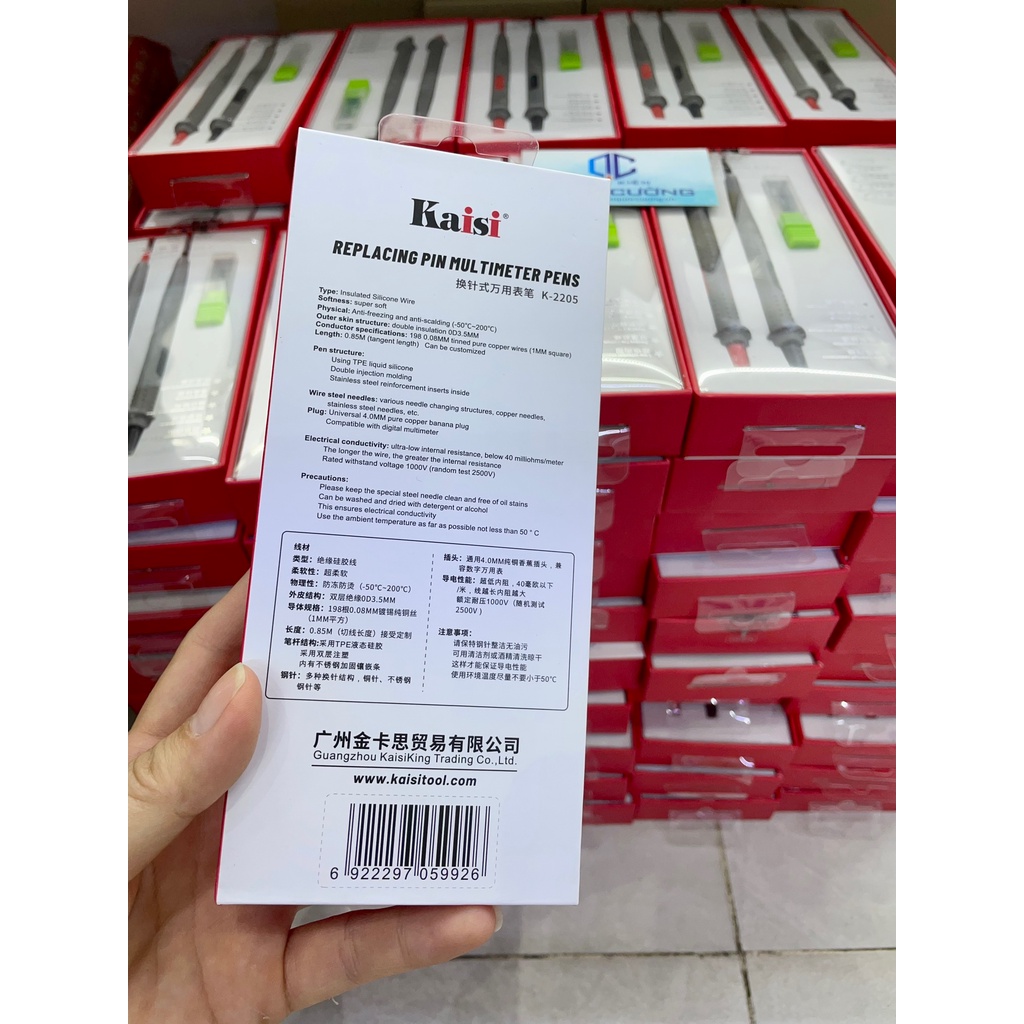 Kaisi®
REPLACING PIN MULTIMETER PENS
换针式万用表笔 K-2205
Type: Insulated Silicone Wire
Softness: super soft
Physical: Anti-freezing and anti-scalding (-50℃~200℃)
Outer skin structure: double insulation 0D3.5MM
Conductor specifications: 198 0.08MM tinned pure copper wires (1MM square)
Length: 0.85M (tangent length) Can be customized
Pen structure:
Using TPE liquid silicone
Double injection molding
Stainless steel reinforcement inserts inside
Wire steel needles: various needle changing structures, copper needles,
stainless steel needles, etc.
Plug: Universal 4.0MM pure copper banana plug
Compatible with digital multimeter
Electrical conductivity: ultra-low internal resistance, below 40 milliohms/meter
The longer the wire, the greater the internal resistance
Rated withstand voltage 1000V (random test 2500V)
Precautions:
Please keep the special steel needle clean and free of oil stains
Can be washed and dried with detergent or alcohol
This ensures electrical conductivity
Use the ambient temperature as far as possible not less than 50 ° C
线材
类型：绝缘硅胶线
柔软性：超柔软
物理性：防冻防烫（-50℃~200℃）
外皮结构：双层绝缘0D3.5MM
导体规格：198根0.08MM镀锡纯铜丝
（1MM平方）
长度：0.85M（切线长度）接受定制
笔杆结构:采用TPE液态硅胶
采用双层注塑
内有不锈钢加固镶嵌条
钢针：多种换针结构，铜针、不锈钢
钢针等
插头：通用4.0MM纯铜香蕉插头，兼
容数字万用表
导电性能：超低内阻，40毫欧以下
/米，线越长内阻越大
额定耐压1000V（随机测试
2500V）
注意事项：
请保特钢针整洁无油污
可用清洁剂或酒精清洗晾干
这样才能保证导电性能
使用环境温度尽量不要小于50℃
广州金卡思贸易有限公司
Guangzhou KaisiKing Trading Co.,Ltd.
www.kaisitool.com
6 922297 059926
CƯỜNG